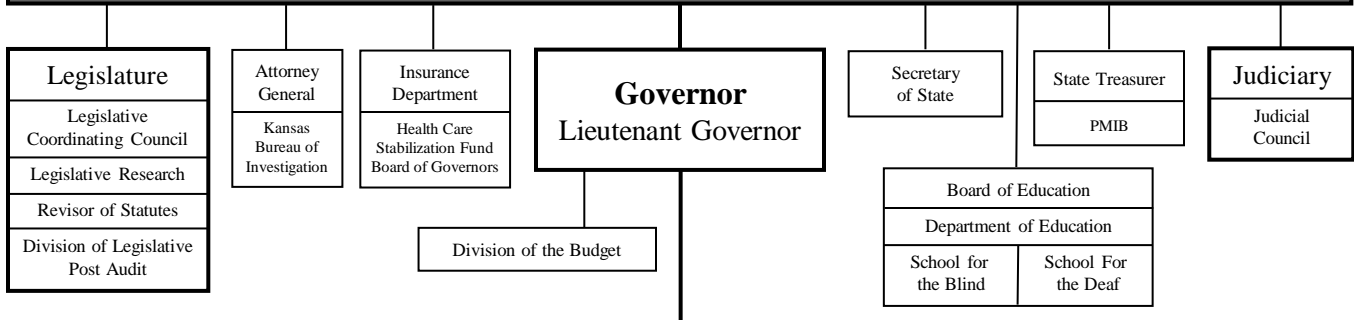 Legislature
Legislative
Coordinating Council
Legislative Research
Revisor of Statutes
Division of Legislative
Post Audit
Attorney
General
Kansas
Bureau of
Investigation
Insurance
Department
Health Care
Stabilization Fund
Board of Governors
Governor
Lieutenant Governor
Division of the Budget
Secretary
of State
Board of Education
Department of Education
School for
the Blind
School For
the Deaf
State Treasurer
PMIB
Judiciary
Judicial
Council